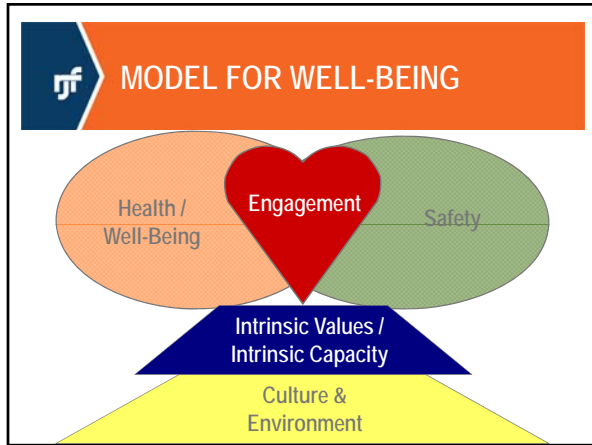 rjf
MODEL FOR WELL-BEING
Health /
Well-Being
Engagement
Safety
Intrinsic Values /
Intrinsic Capacity
Culture &
Environment